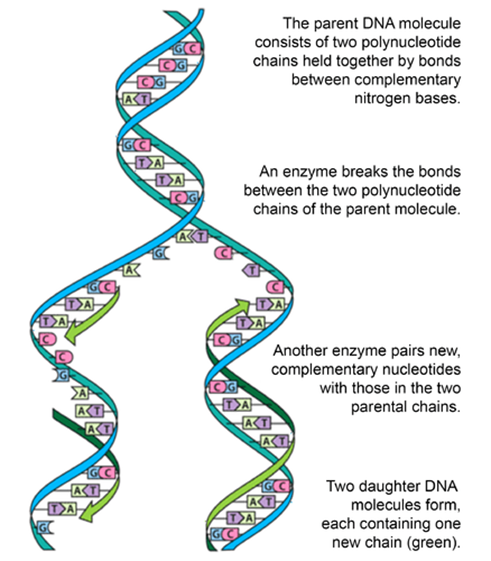 The parent DNA molecule
consists of two polynucleotide
chains held together by bonds
between complementary
nitrogen bases.
An enzyme breaks the bonds
between the two polynucleotide
chains of the parent molecule.
Another enzyme pairs new,
complementary nucleotides
with those in the two
parental chains.
Two daughter DNA
molecules form,
each containing one
new chain (green).
G C
C G
C G
A T
G C
T A
T A
C G
A T
G C
A T
G C C
T A T A
T A T A
C C G
C
G C G
A T A
A T A T
A T A T
G C G C
A T A T
T A T A
G G C